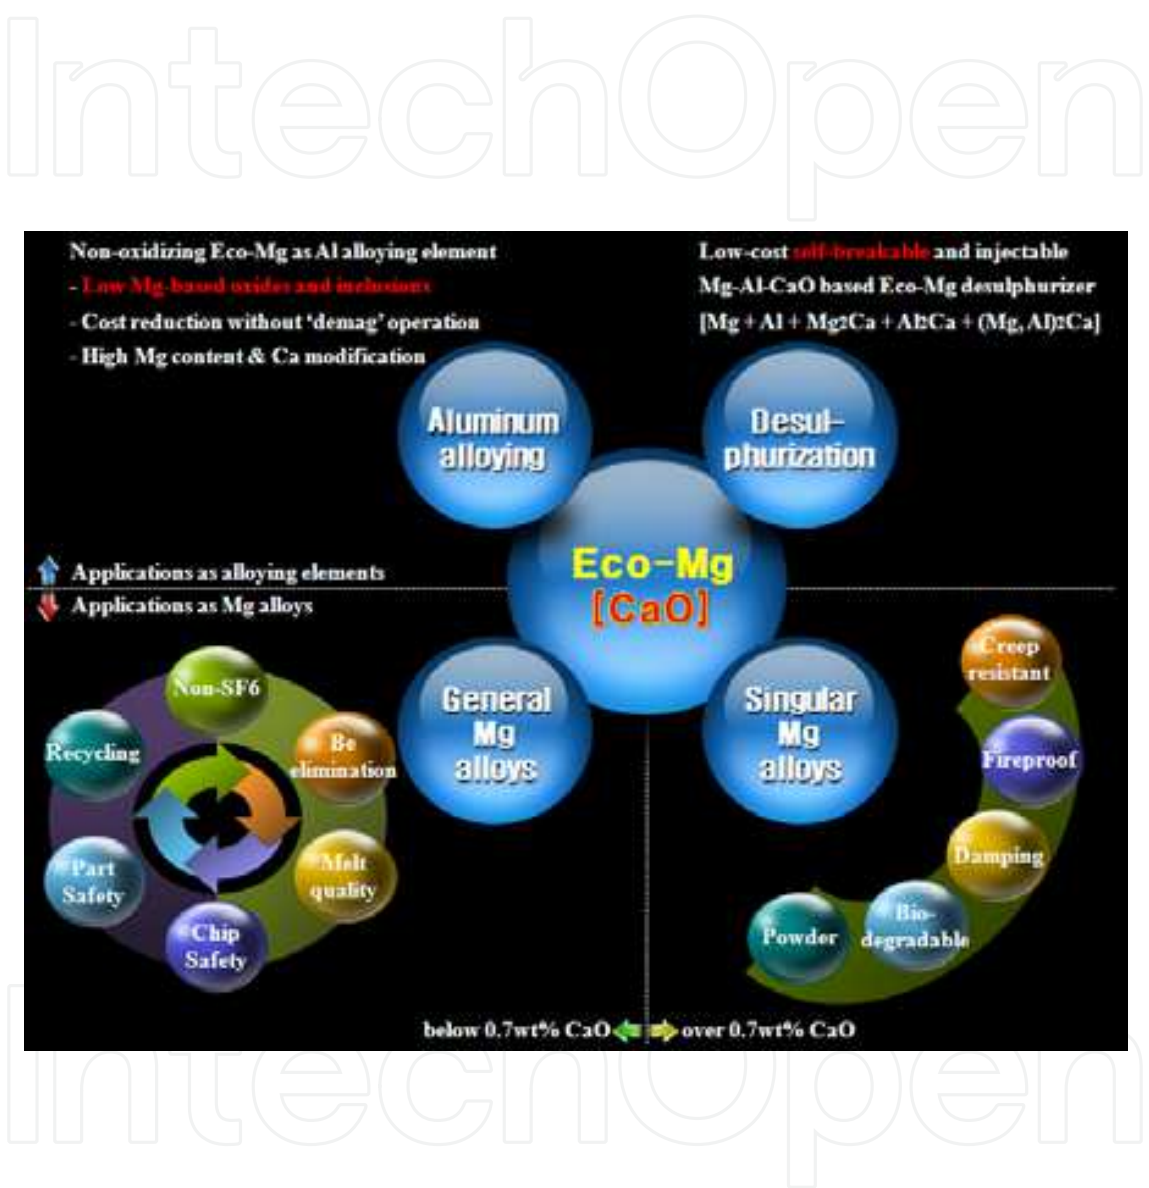 IntechOpen
Non-oxidizing Eco-Mg as Al alloying element
- Low Mg-based oxides and inclusions
- Cost reduction without ‘demag’ operation
- High Mg content & Ca modification
Low-cost self-breakable and injectable
Mg-Al-CaO based Eco-Mg desulphurizer
[Mg + Al + Mg2Ca + Al2Ca + (Mg, Al)2Ca]
Aluminum
alloying
Desul-
phurization
Eco-Mg
[CaO]
Applications as alloying elements
Applications as Mg alloys
General
Mg
alloys
Singular
Mg
alloys
Non-SF6
Be
elimination
Melt
quality
Chip
Safety
Part
Safety
Recycling
Creep
resistant
Fireproof
Damping
Bio-
degradable
Powder
below 0.7wt% CaO
over 0.7wt% CaO
IntechOpen